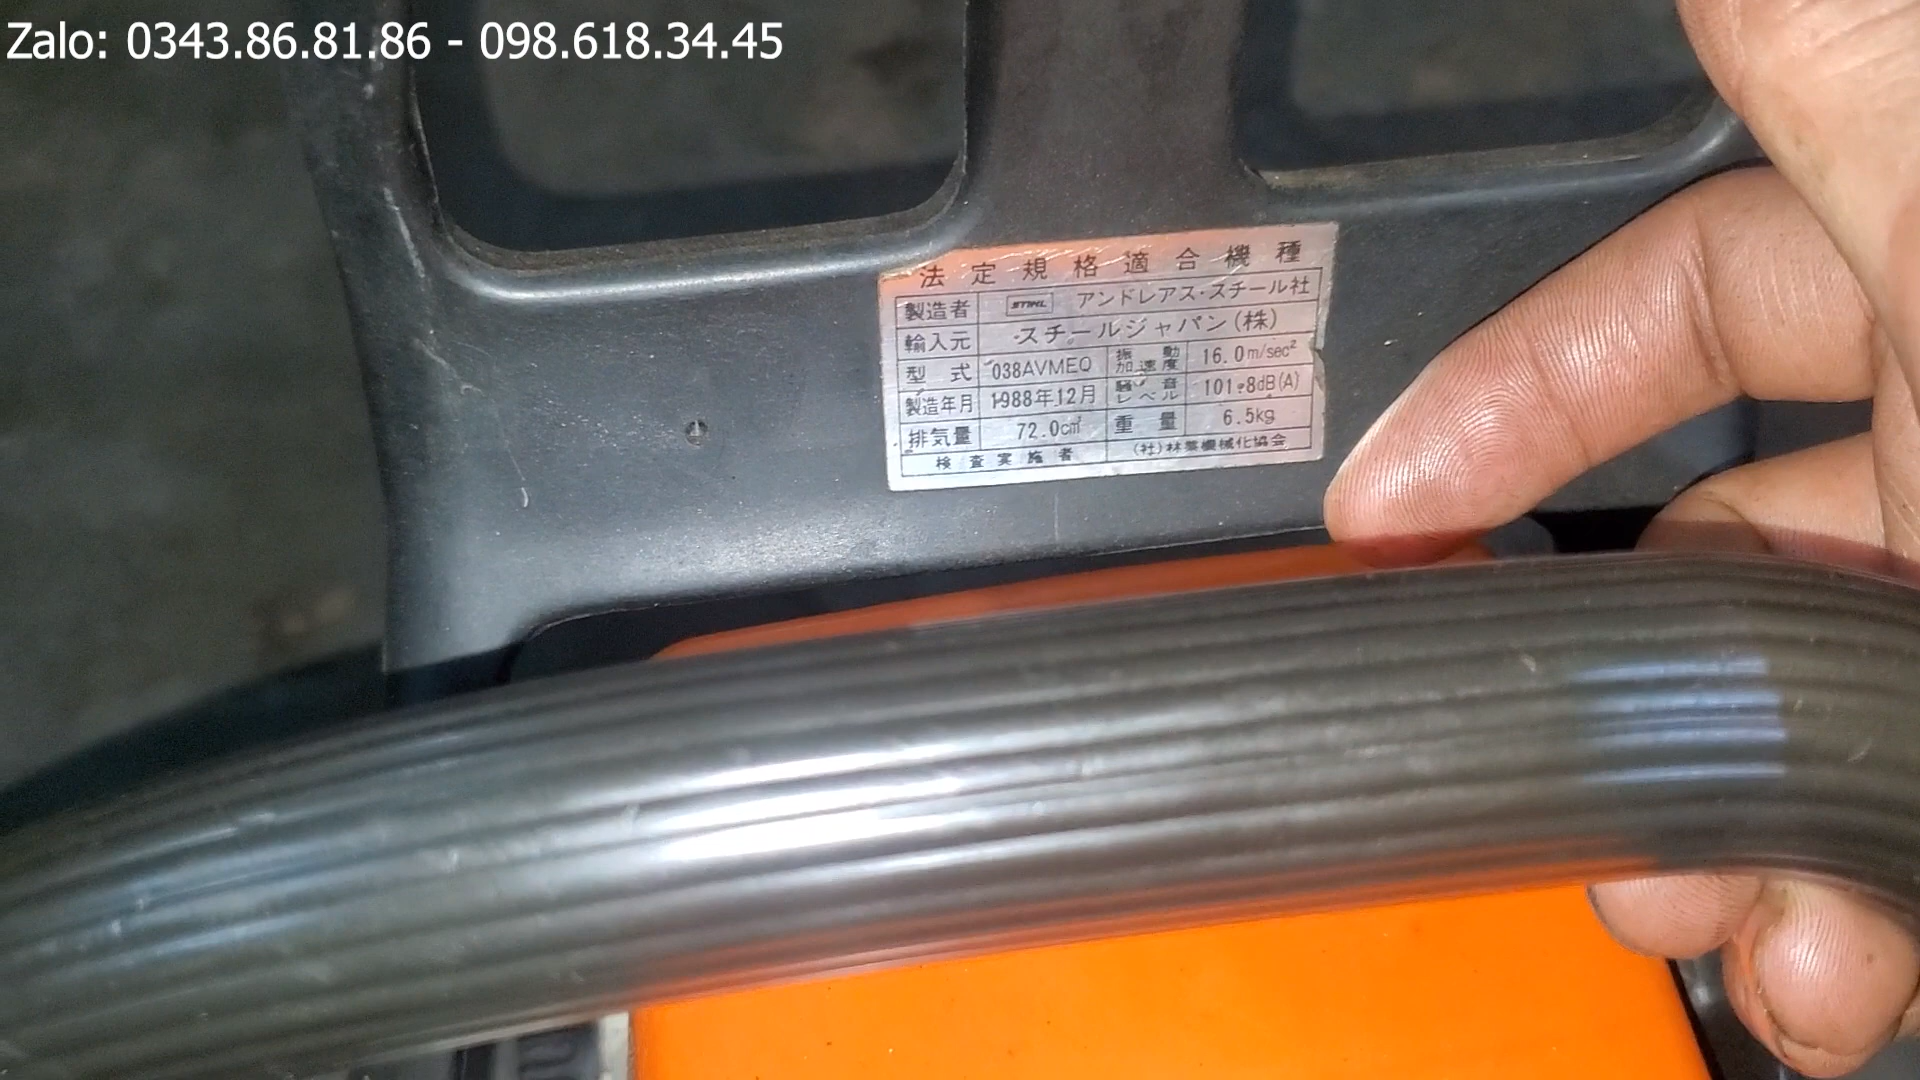 Zalo: 0343.86.81.86 - 098.618.34.45
法定規格適合機種
製造者 STIHL アンドレアス・スチール社
輸入元 スチールジャパン(株)
型式 038AVMEQ 振動加速度 16.0m/sec²
製造年月 1988年12月 騒音レベル 101.8dB(A)
排気量 72.0cm³ 重量 6.5kg
検査実施者 (社)林業機械化協会